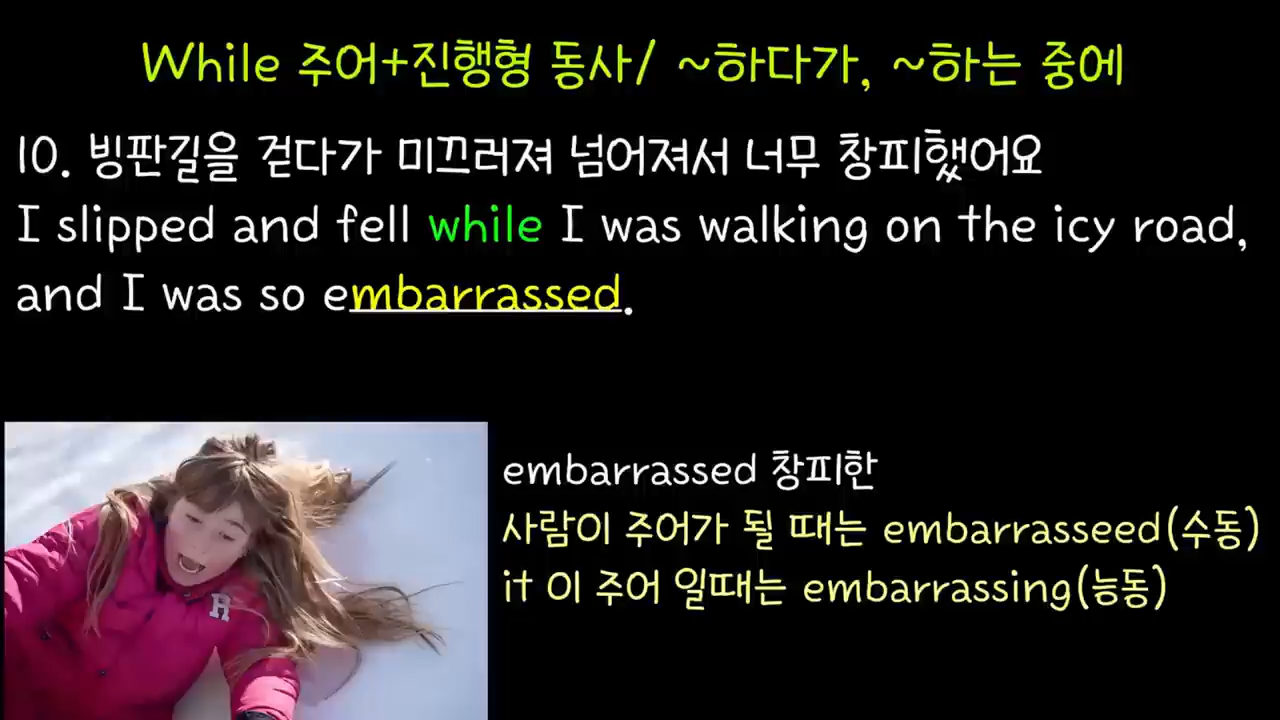 While 주어+진행형 동사/ ~하다가, ~하는 중에
10. 빙판길을 걷다가 미끄러져 넘어져서 너무 창피했어요
I slipped and fell while I was walking on the icy road,
and I was so embarrassed.
embarrassed 창피한
사람이 주어가 될 때는 embarrasseed(수동)
it 이 주어 일때는 embarrassing(능동)
R